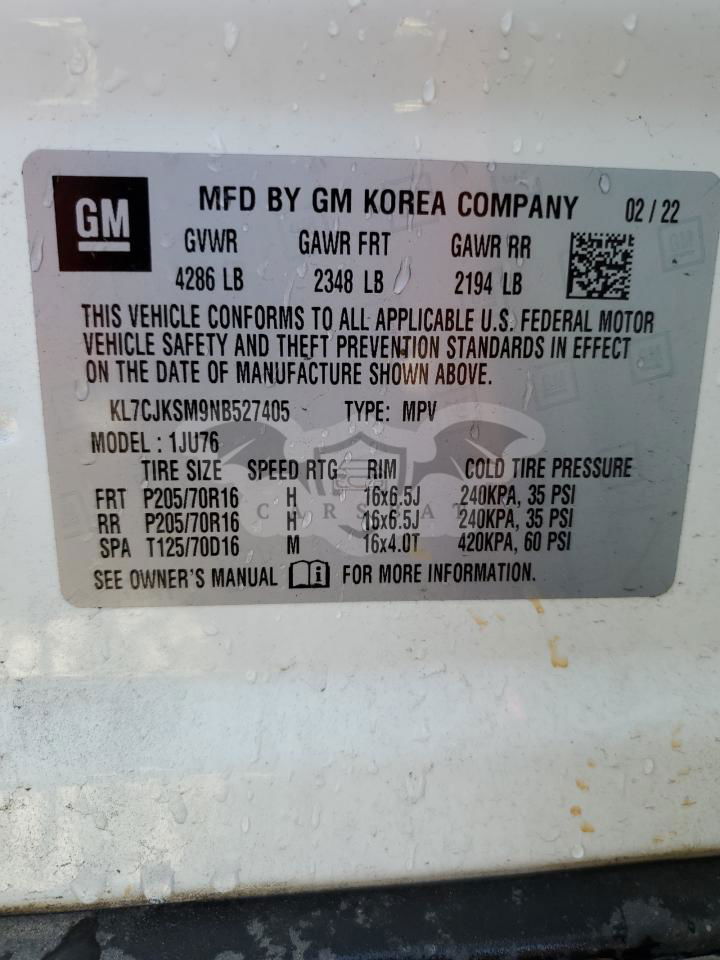 GM
MFD BY GM KOREA COMPANY 02 / 22
GVWR GAWR FRT GAWR RR
4286 LB 2348 LB 2194 LB
THIS VEHICLE CONFORMS TO ALL APPLICABLE U.S. FEDERAL MOTOR
VEHICLE SAFETY AND THEFT PREVENTION STANDARDS IN EFFECT
ON THE DATE OF MANUFACTURE SHOWN ABOVE.
KL7CJKSM9NB527405 TYPE: MPV
MODEL : 1JU76
TIRE SIZE SPEED RTG RIM COLD TIRE PRESSURE
FRT P205/70R16 H 16x6.5J 240KPA, 35 PSI
RR P205/70R16 H 16x6.5J 240KPA, 35 PSI
SPA T125/70D16 M 16x4.0T 420KPA, 60 PSI
SEE OWNER'S MANUAL i FOR MORE INFORMATION.